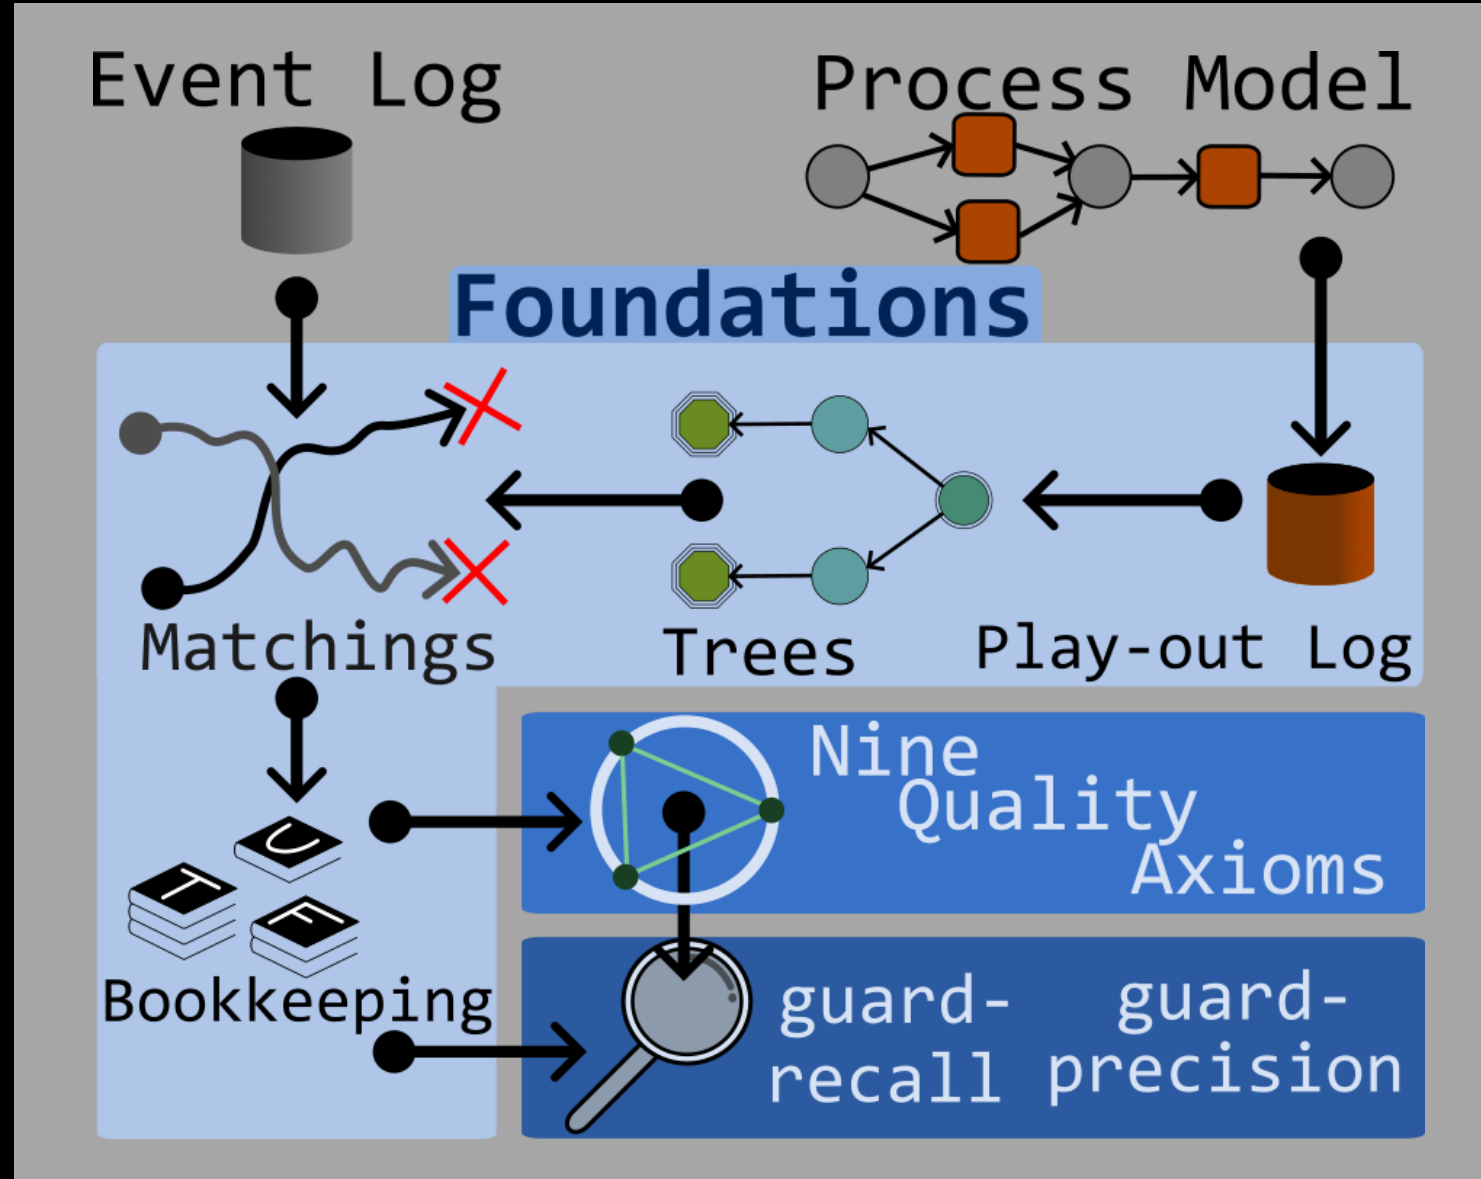 Event Log
Process Model
Foundations
Matchings
Trees
Play-out Log
Nine
Quality
Axioms
C
T
F
Bookkeeping
guard-
recall
guard-
precision